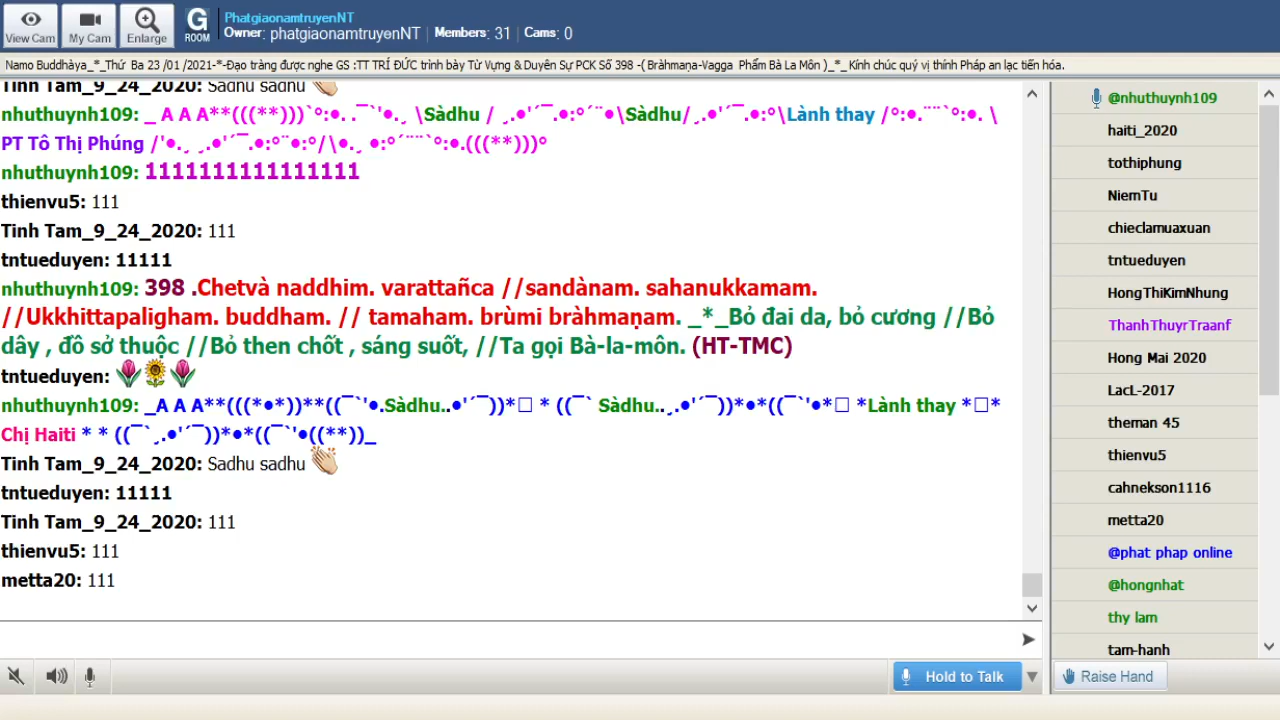 View Cam
My Cam
Enlarge
G
ROOM
PhatgiaonamtruyenNT
Owner: phatgiaonamtruyenNT | Members: 31 | Cams: 0
Namo Buddhàya_*_Thứ Ba 23 /01 /2021-*-Đạo tràng được nghe GS :TT TRÍ ĐỨC trình bày Từ Vựng & Duyên Sự PCK Số 398 -( Bràhmaṇa-Vagga Phẩm Bà La Môn )_*_ Kính chúc quý vị thính Pháp an lạc tiến hóa.
Tinh Tam_9_24_2020: Sadhu sadhu
nhuthuynh109: _ A A A**(((**)))`°:•. .¯`'•.¸ \Sàdhu / ¸.•'´¯.•:°´¨•\Sàdhu/¸.•'´¯.•:°\Lành thay /°:•.¨¨`°:•. \
PT Tô Thị Phúng /'•.¸ ¸.•'´¯.•:°¨•:°/\•.¸ •:°´¨¨`°:•.(((**)))°
nhuthuynh109: 1111111111111111
thienvu5: 111
Tinh Tam_9_24_2020: 111
tntueduyen: 11111
nhuthuynh109: 398 .Chetvà naddhim. varattañca //sandànam. sahanukkamam.
//Ukkhittapaligham. buddham. // tamaham. brùmi bràhmaṇam. _*_Bỏ đai da, bỏ cương //Bỏ
dây , đồ sở thuộc //Bỏ then chốt , sáng suốt, //Ta gọi Bà-la-môn. (HT-TMC)
tntueduyen:
nhuthuynh109: _A A A**(((*•*))**((¯`'•.Sàdhu..•'´¯))* * ((¯` Sàdhu..¸.•'´¯))*•*((¯`'•* *Lành thay **
Chị Haiti * * ((¯`¸.•'´¯))*•*((¯`'•((**))_
Tinh Tam_9_24_2020: Sadhu sadhu
tntueduyen: 11111
Tinh Tam_9_24_2020: 111
thienvu5: 111
metta20: 111
@nhuthuynh109
haiti_2020
tothiphung
NiemTu
chieclamuaxuan
tntueduyen
HongThiKimNhung
ThanhThuyrTraanf
Hong Mai 2020
LacL-2017
theman 45
thienvu5
cahnekson1116
metta20
@phat phap online
@hongnhat
thy lam
tam-hanh
Hold to Talk
Raise Hand